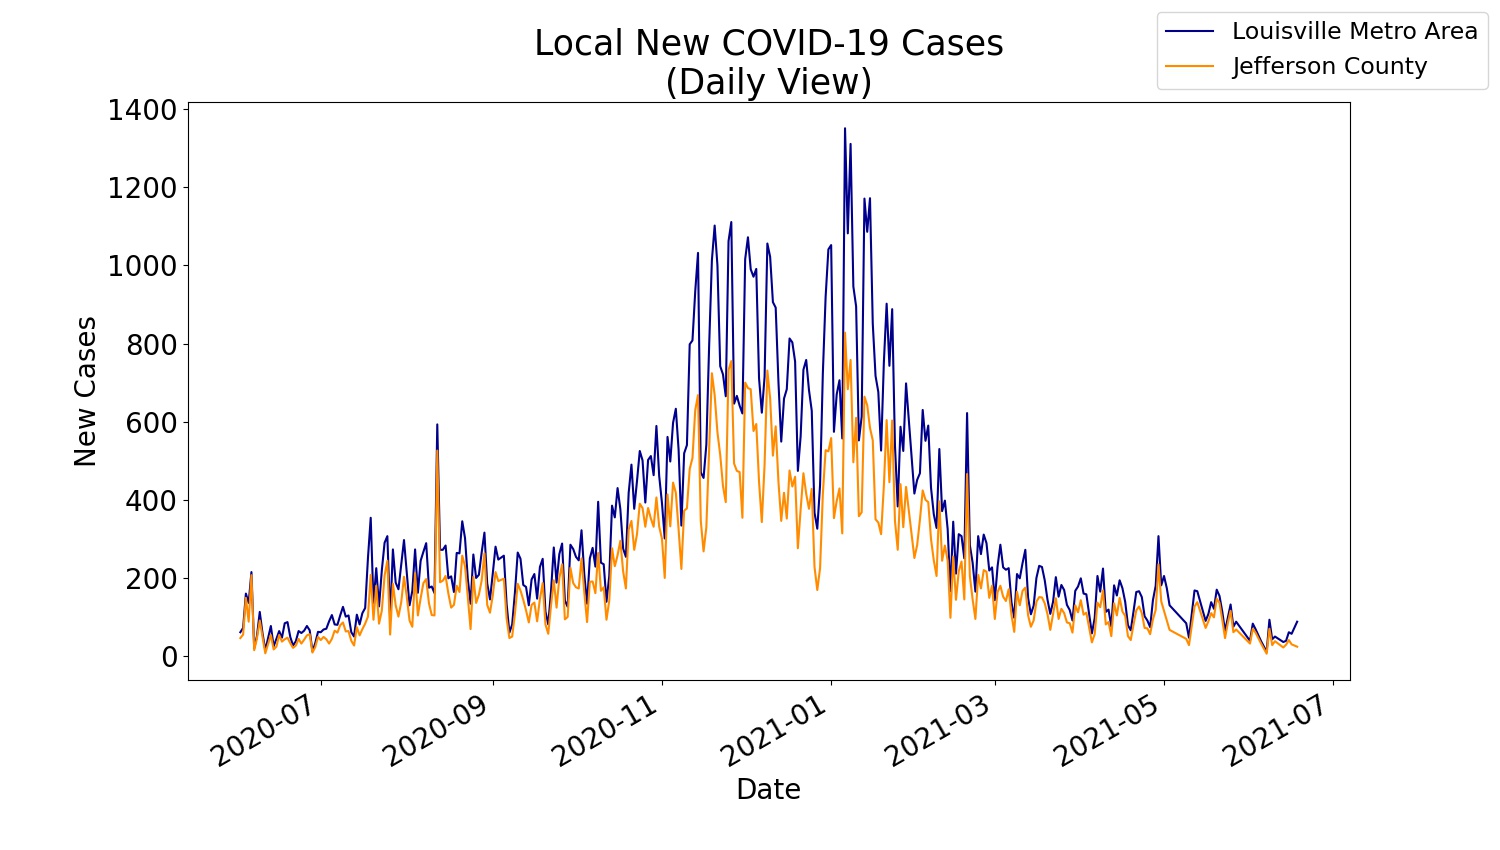 Local New COVID-19 Cases
(Daily View)
Louisville Metro Area
Jefferson County
1400
1200
1000
800
600
400
200
0
New Cases
2020-07
2020-09
2020-11
2021-01
2021-03
2021-05
2021-07
Date